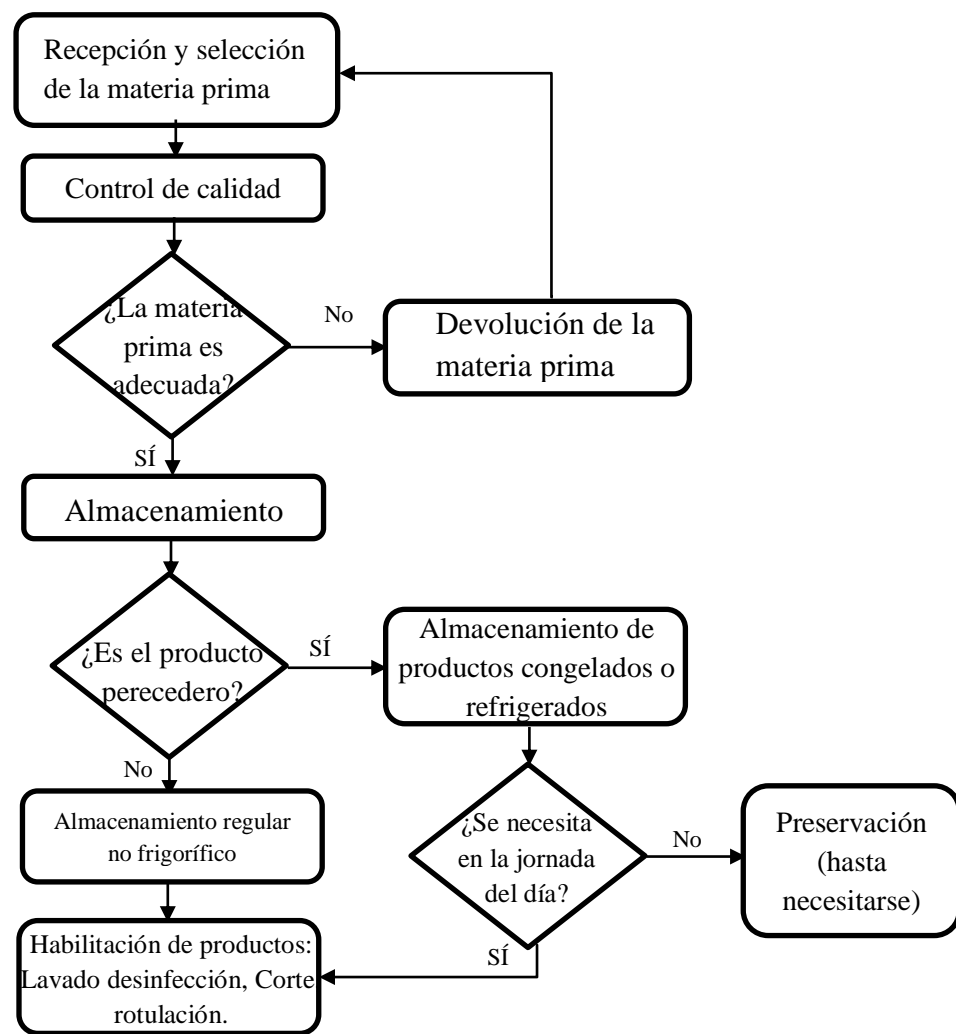 Recepción y selección
de la materia prima
Control de calidad
¿La materia
prima es
adecuada?
No
Devolución de la
materia prima
SÍ
Almacenamiento
¿Es el producto
perecedero?
SÍ
Almacenamiento de
productos congelados o
refrigerados
No
Almacenamiento regular
no frigorífico
¿Se necesita
en la jornada
del día?
No
Preservación
(hasta
necesitarse)
SÍ
Habilitación de productos:
Lavado desinfección, Corte
rotulación.